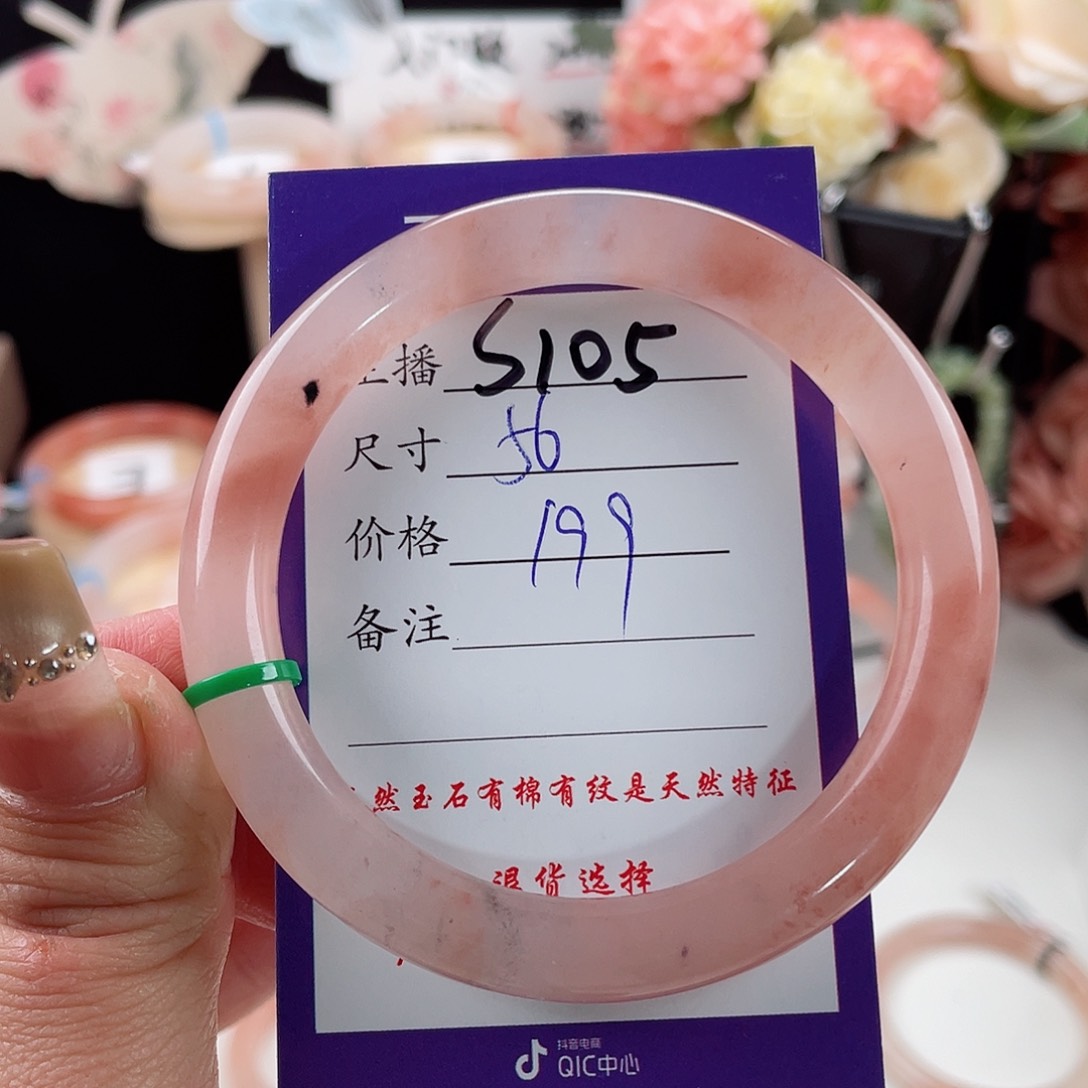 播 S105
尺寸 56
价格 199
备注
然玉石有棉有纹是天然特征
退货选择
抖音电商
QIC中心